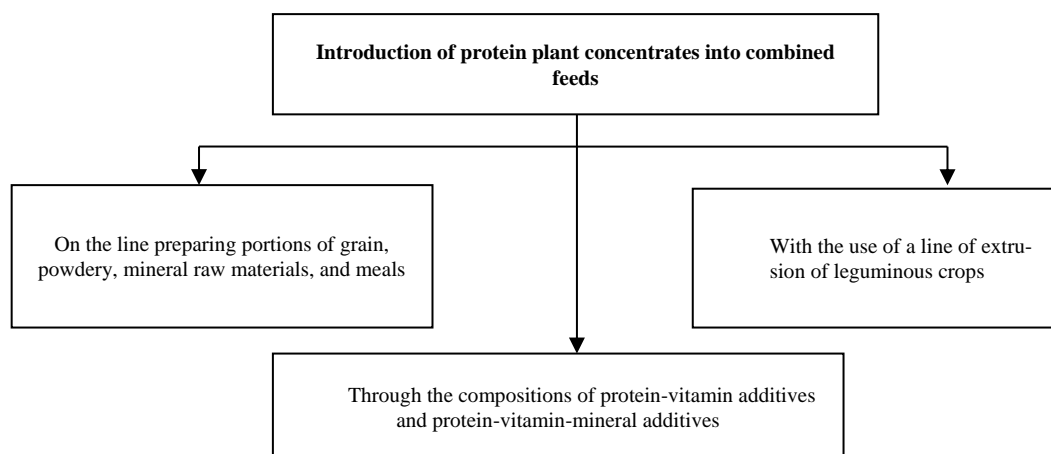 Introduction of protein plant concentrates into combined
feeds
On the line preparing portions of grain,
powdery, mineral raw materials, and meals
With the use of a line of extru-
sion of leguminous crops
Through the compositions of protein-vitamin additives
and protein-vitamin-mineral additives